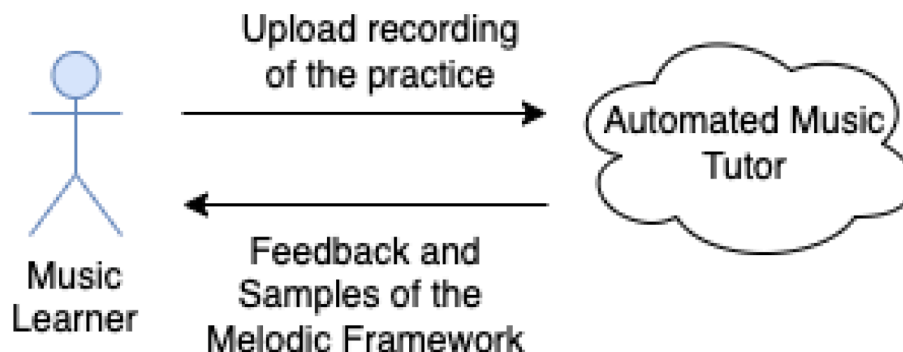 Upload recording
of the practice
Automated Music
Tutor
Feedback and
Samples of the
Melodic Framework
Music
Learner